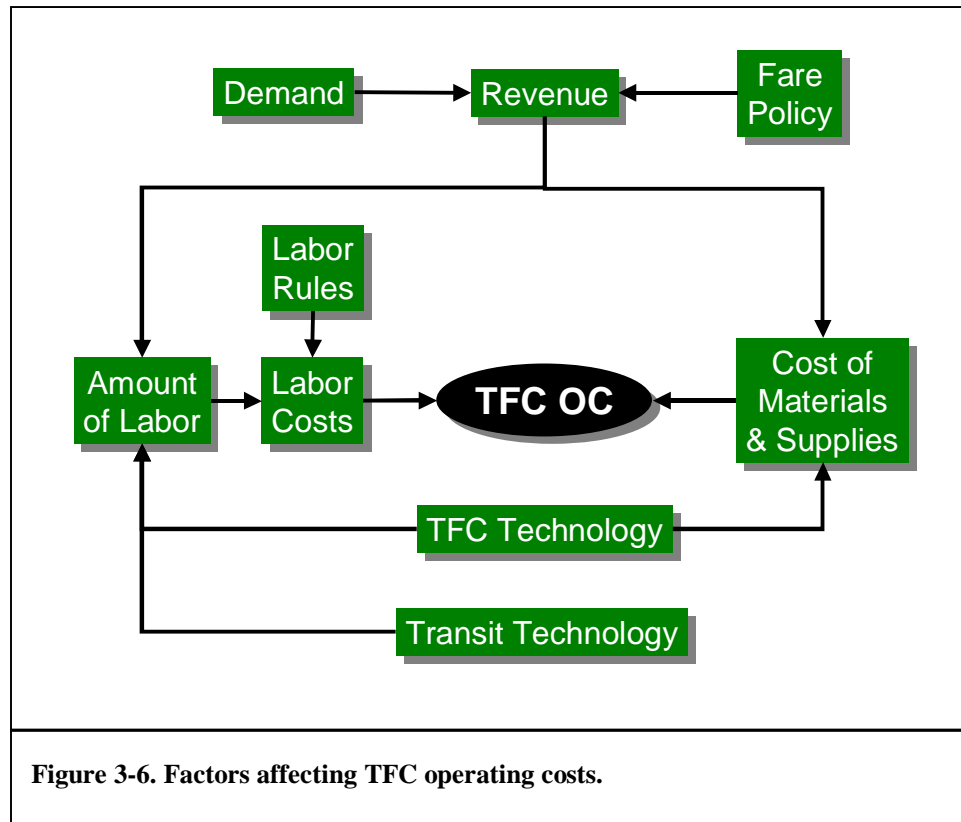 Demand
Revenue
Fare
Policy
Labor
Rules
Amount
of Labor
Labor
Costs
TFC OC
Cost of
Materials
& Supplies
TFC Technology
Transit Technology
Figure 3-6. Factors affecting TFC operating costs.